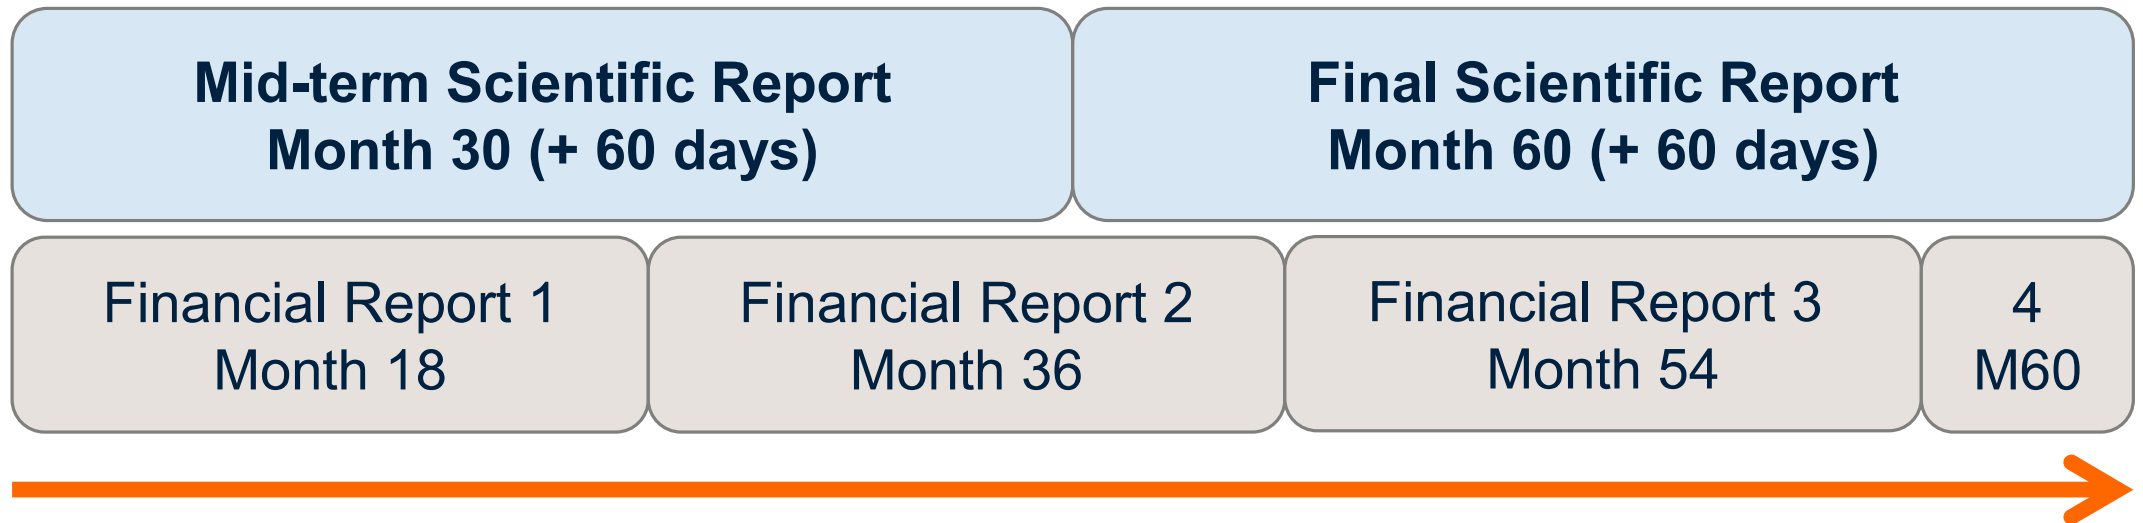 Mid-term Scientific Report
Month 30 (+ 60 days)
Final Scientific Report
Month 60 (+ 60 days)
Financial Report 1
Month 18
Financial Report 2
Month 36
Financial Report 3
Month 54
4
M60